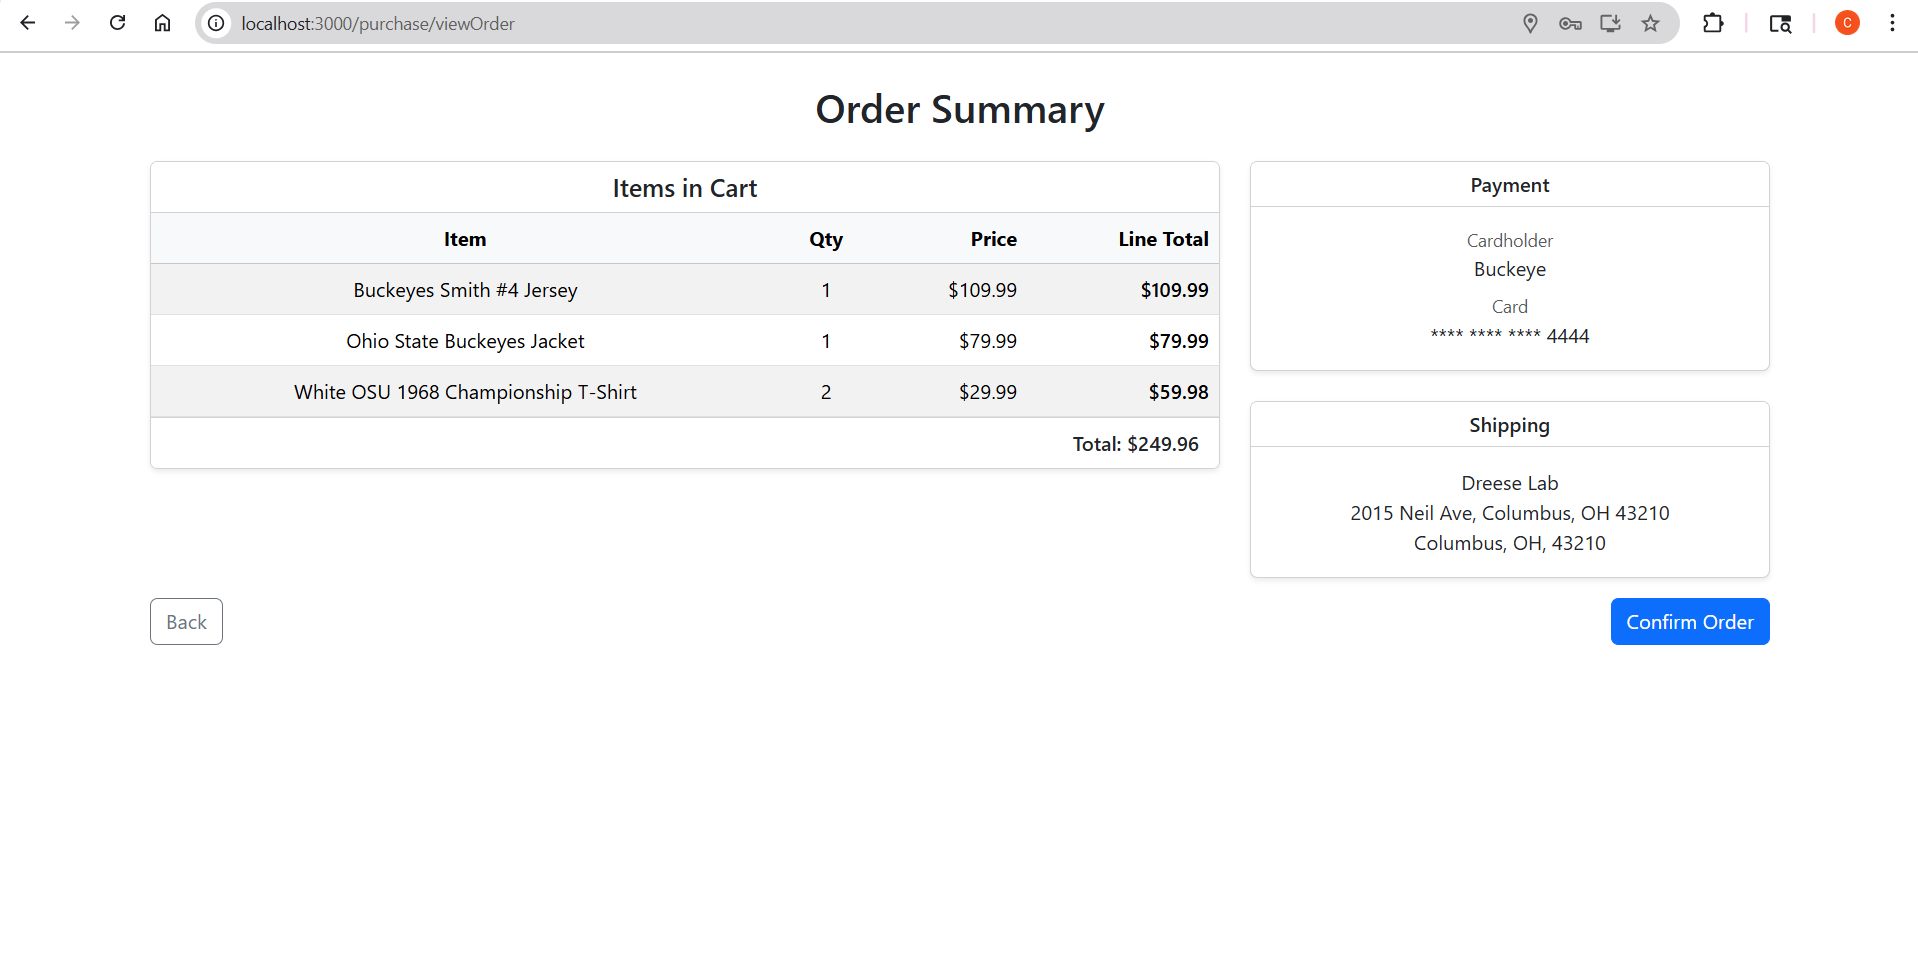 localhost:3000/purchase/viewOrder
C
Order Summary
Items in Cart
Item Qty Price Line Total
Buckeyes Smith #4 Jersey 1 $109.99 $109.99
Ohio State Buckeyes Jacket 1 $79.99 $79.99
White OSU 1968 Championship T-Shirt 2 $29.99 $59.98
Total: $249.96
Payment
Cardholder
Buckeye
Card
**** **** **** 4444
Shipping
Dreese Lab
2015 Neil Ave, Columbus, OH 43210
Columbus, OH, 43210
Back
Confirm Order